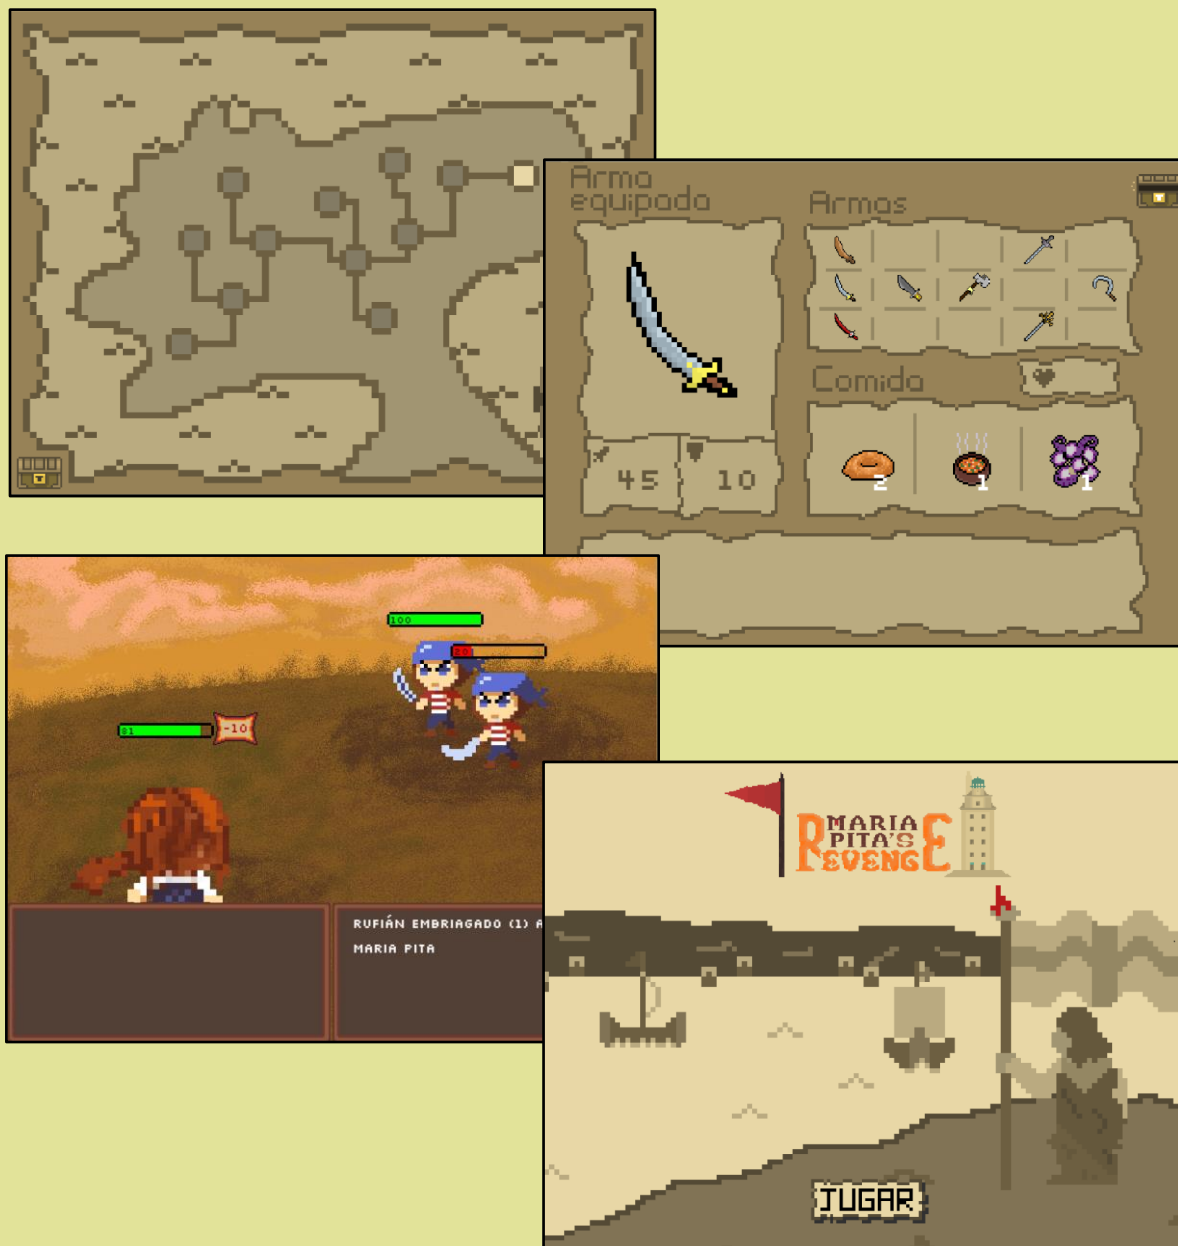 Arma
equipada
Armas
Comida
45
10
2
1
1
100
20
81
-10
RUFIÁN EMBRIAGADO (1) A
MARIA PITA
MARIA
PITA'S
REVENGE
JUGAR